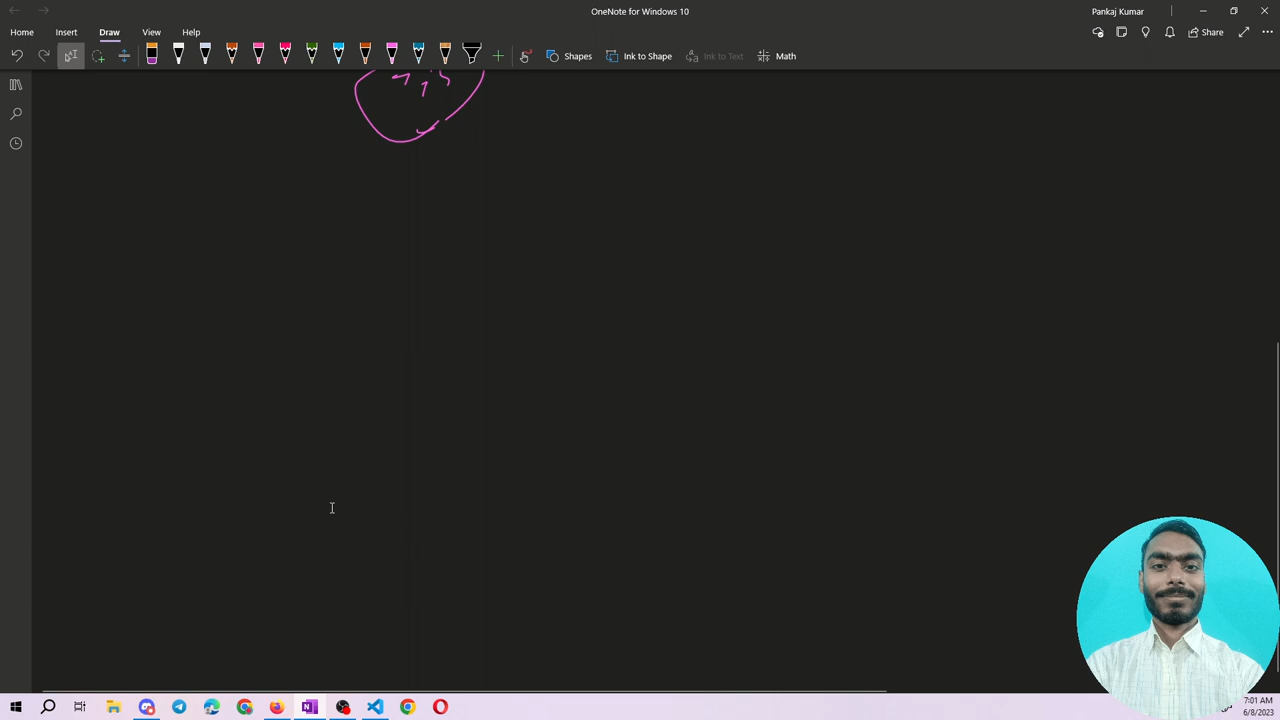 OneNote for Windows 10
Pankaj Kumar
Home Insert Draw View Help
Share
Shapes Ink to Shape Ink to Text Math
7:01 AM
6/8/2023